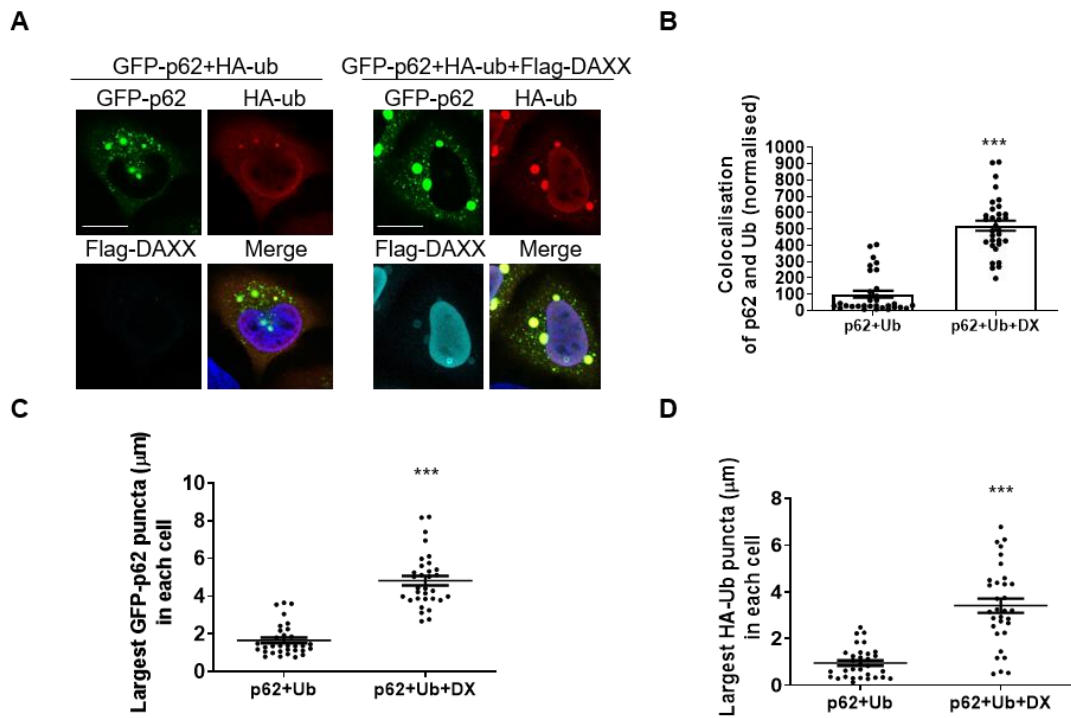 A
GFP-p62+HA-ub
GFP-p62+HA-ub+Flag-DAXX
GFP-p62
HA-ub
GFP-p62
HA-ub
Flag-DAXX
Merge
Flag-DAXX
Merge
B
Colocalisation
of p62 and Ub (normalised)
1000
900
800
700
600
500
400
300
200
100
0
***
p62+Ub
p62+Ub+DX
C
Largest GFP-p62 puncta (μm)
in each cell
10
8
6
4
2
0
***
p62+Ub
p62+Ub+DX
D
Largest HA-Ub puncta (μm)
in each cell
8
6
4
2
0
***
p62+Ub
p62+Ub+DX